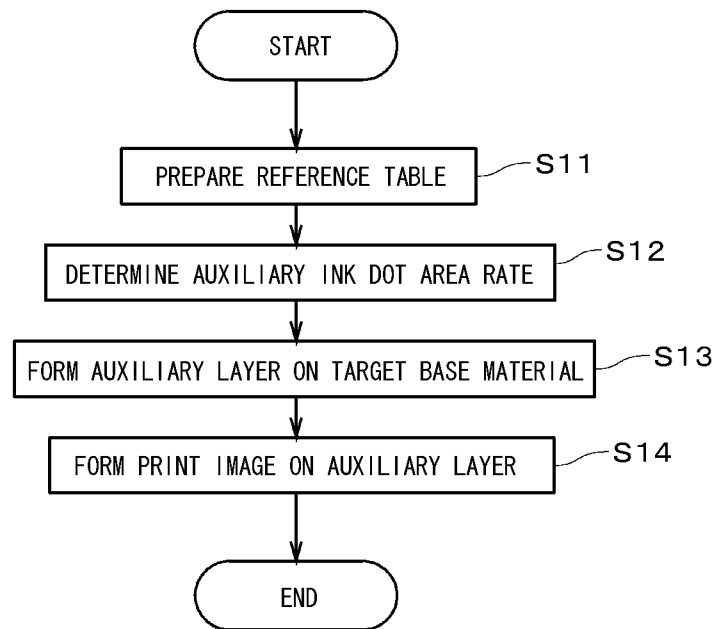 START
PREPARE REFERENCE TABLE
S11
DETERMINE AUXILIARY INK DOT AREA RATE
S12
FORM AUXILIARY LAYER ON TARGET BASE MATERIAL
S13
FORM PRINT IMAGE ON AUXILIARY LAYER
S14
END